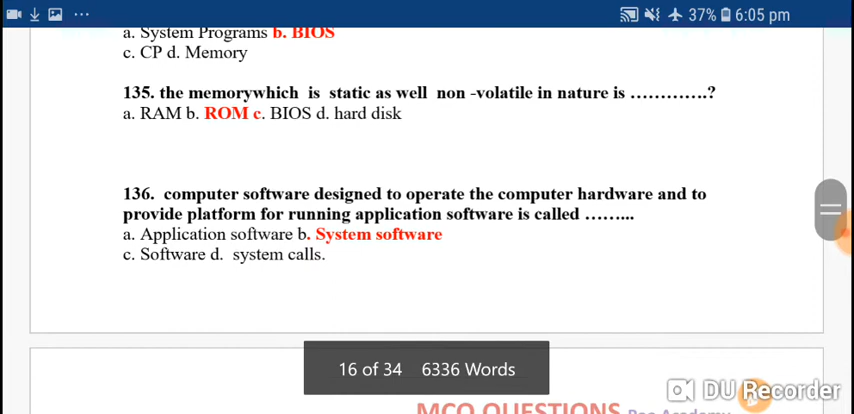 37% 6:05 pm
a. System Programs b. BIOS
c. CP d. Memory
135. the memorywhich is static as well non -volatile in nature is ………….?
a. RAM b. ROM c. BIOS d. hard disk
136. computer software designed to operate the computer hardware and to
provide platform for running application software is called ……...
a. Application software b. System software
c. Software d. system calls.
16 of 34 6336 Words
DU Recorder
MCQ QUESTIONS Rao Academy